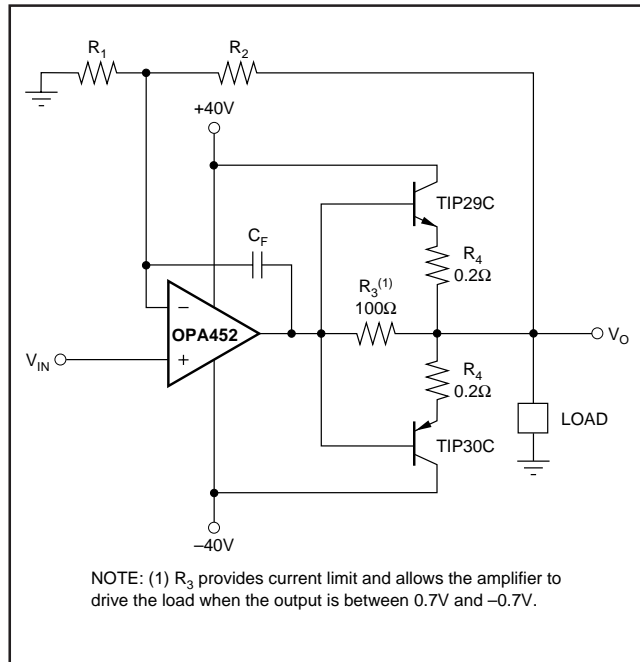 R1
R2
+40V
TIP29C
CF
R4
0.2Ω
R3(1)
100Ω
–
OPA452
VIN
+
VO
R4
0.2Ω
LOAD
TIP30C
–40V
NOTE: (1) R3 provides current limit and allows the amplifier to
drive the load when the output is between 0.7V and –0.7V.